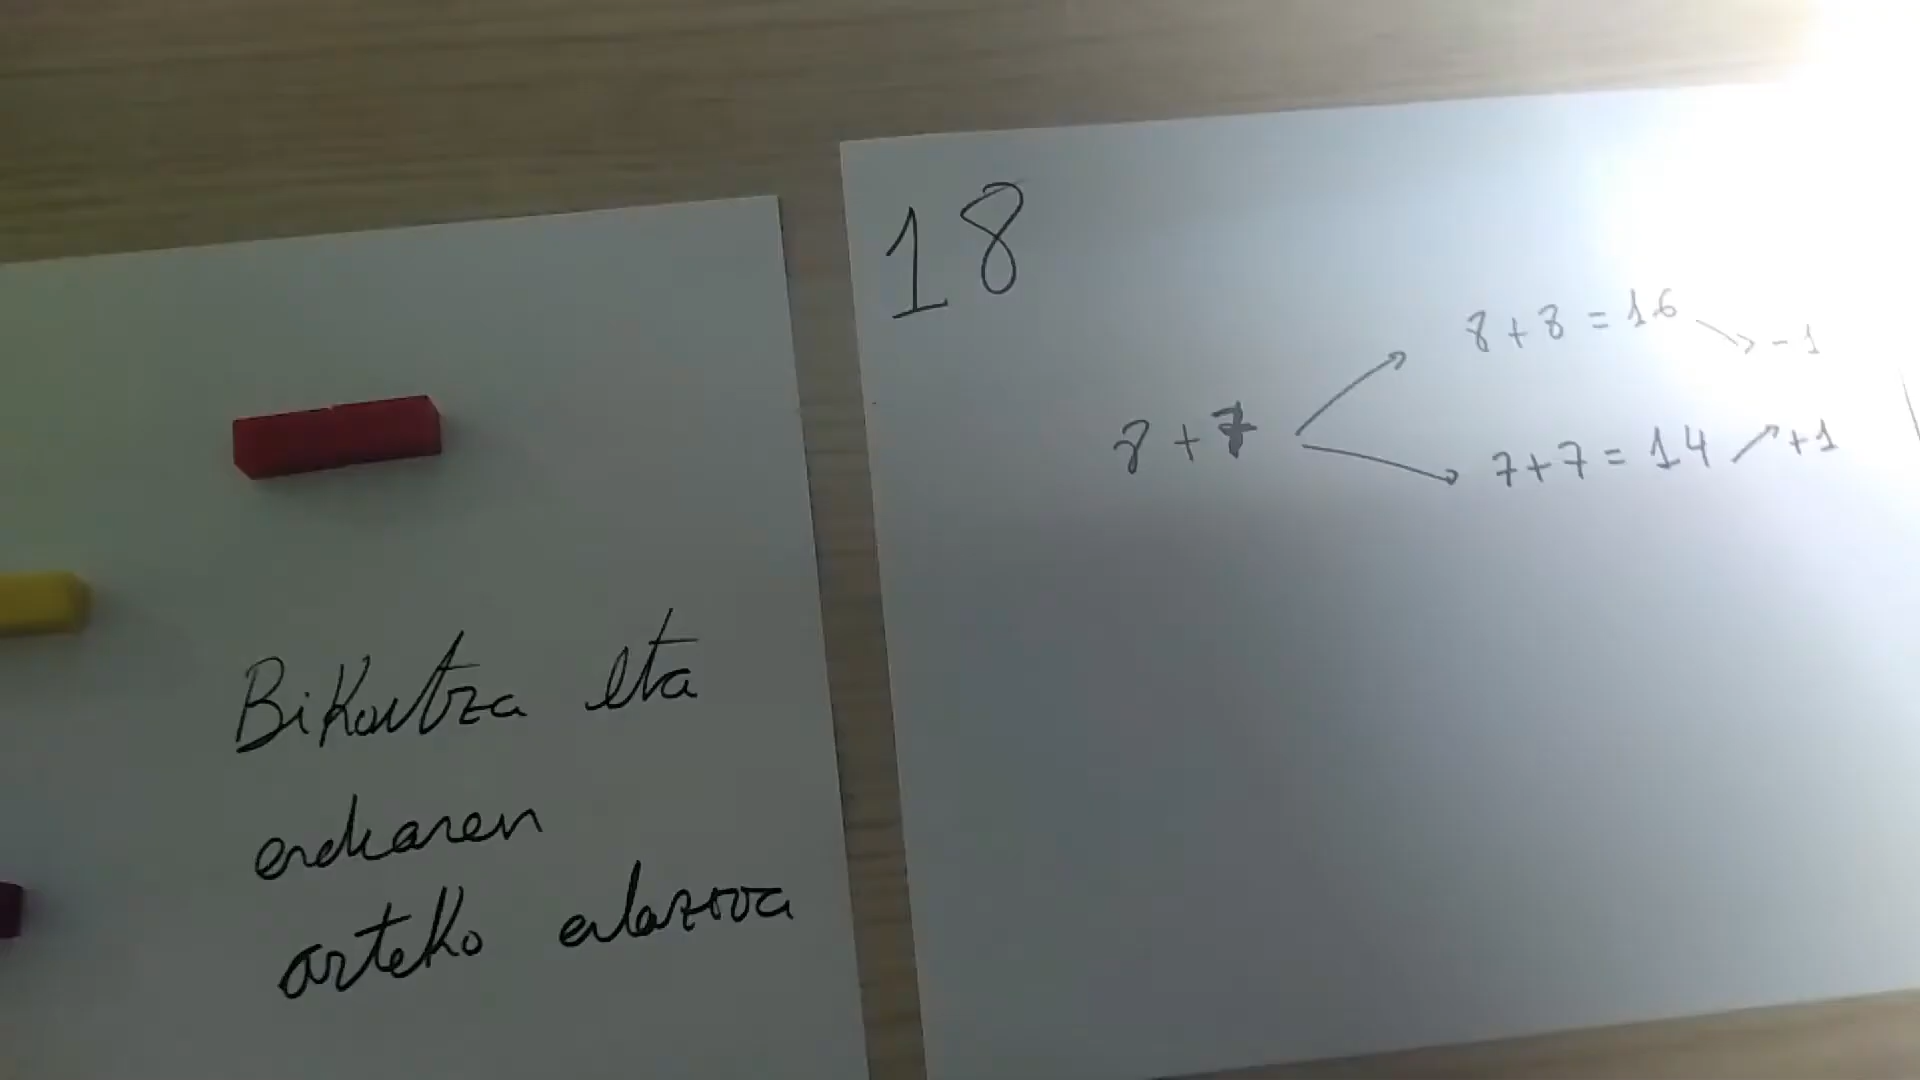 Bikoitza eta
erdiaren
arteko erlazioa
18
8+7
8+8=16 -1
7+7=14 +1